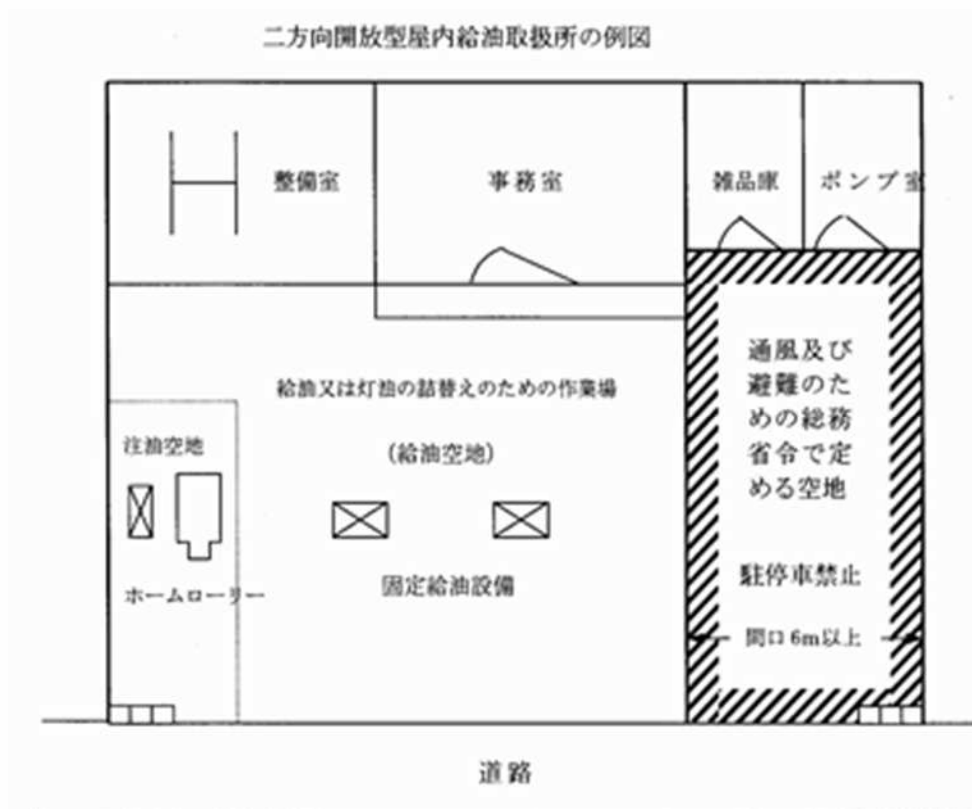 二方向開放型屋内給油取扱所の例図
整備室
事務室
雑品庫
ポンプ室
給油又は灯油の詰替えのための作業場
(給油空地)
注油空地
ホームローリー
固定給油設備
通風及び
避難のた
めの総務
省令で定
める空地
駐停車禁止
間口6m以上
道路